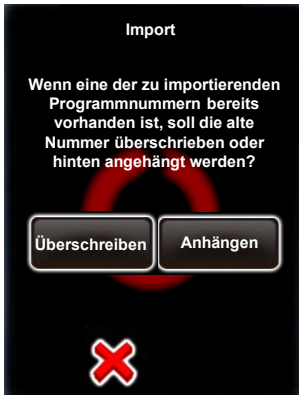 Import
Wenn eine der zu importierenden
Programmnummern bereits
vorhanden ist, soll die alte
Nummer überschrieben oder
hinten angehängt werden?
Überschreiben
Anhängen